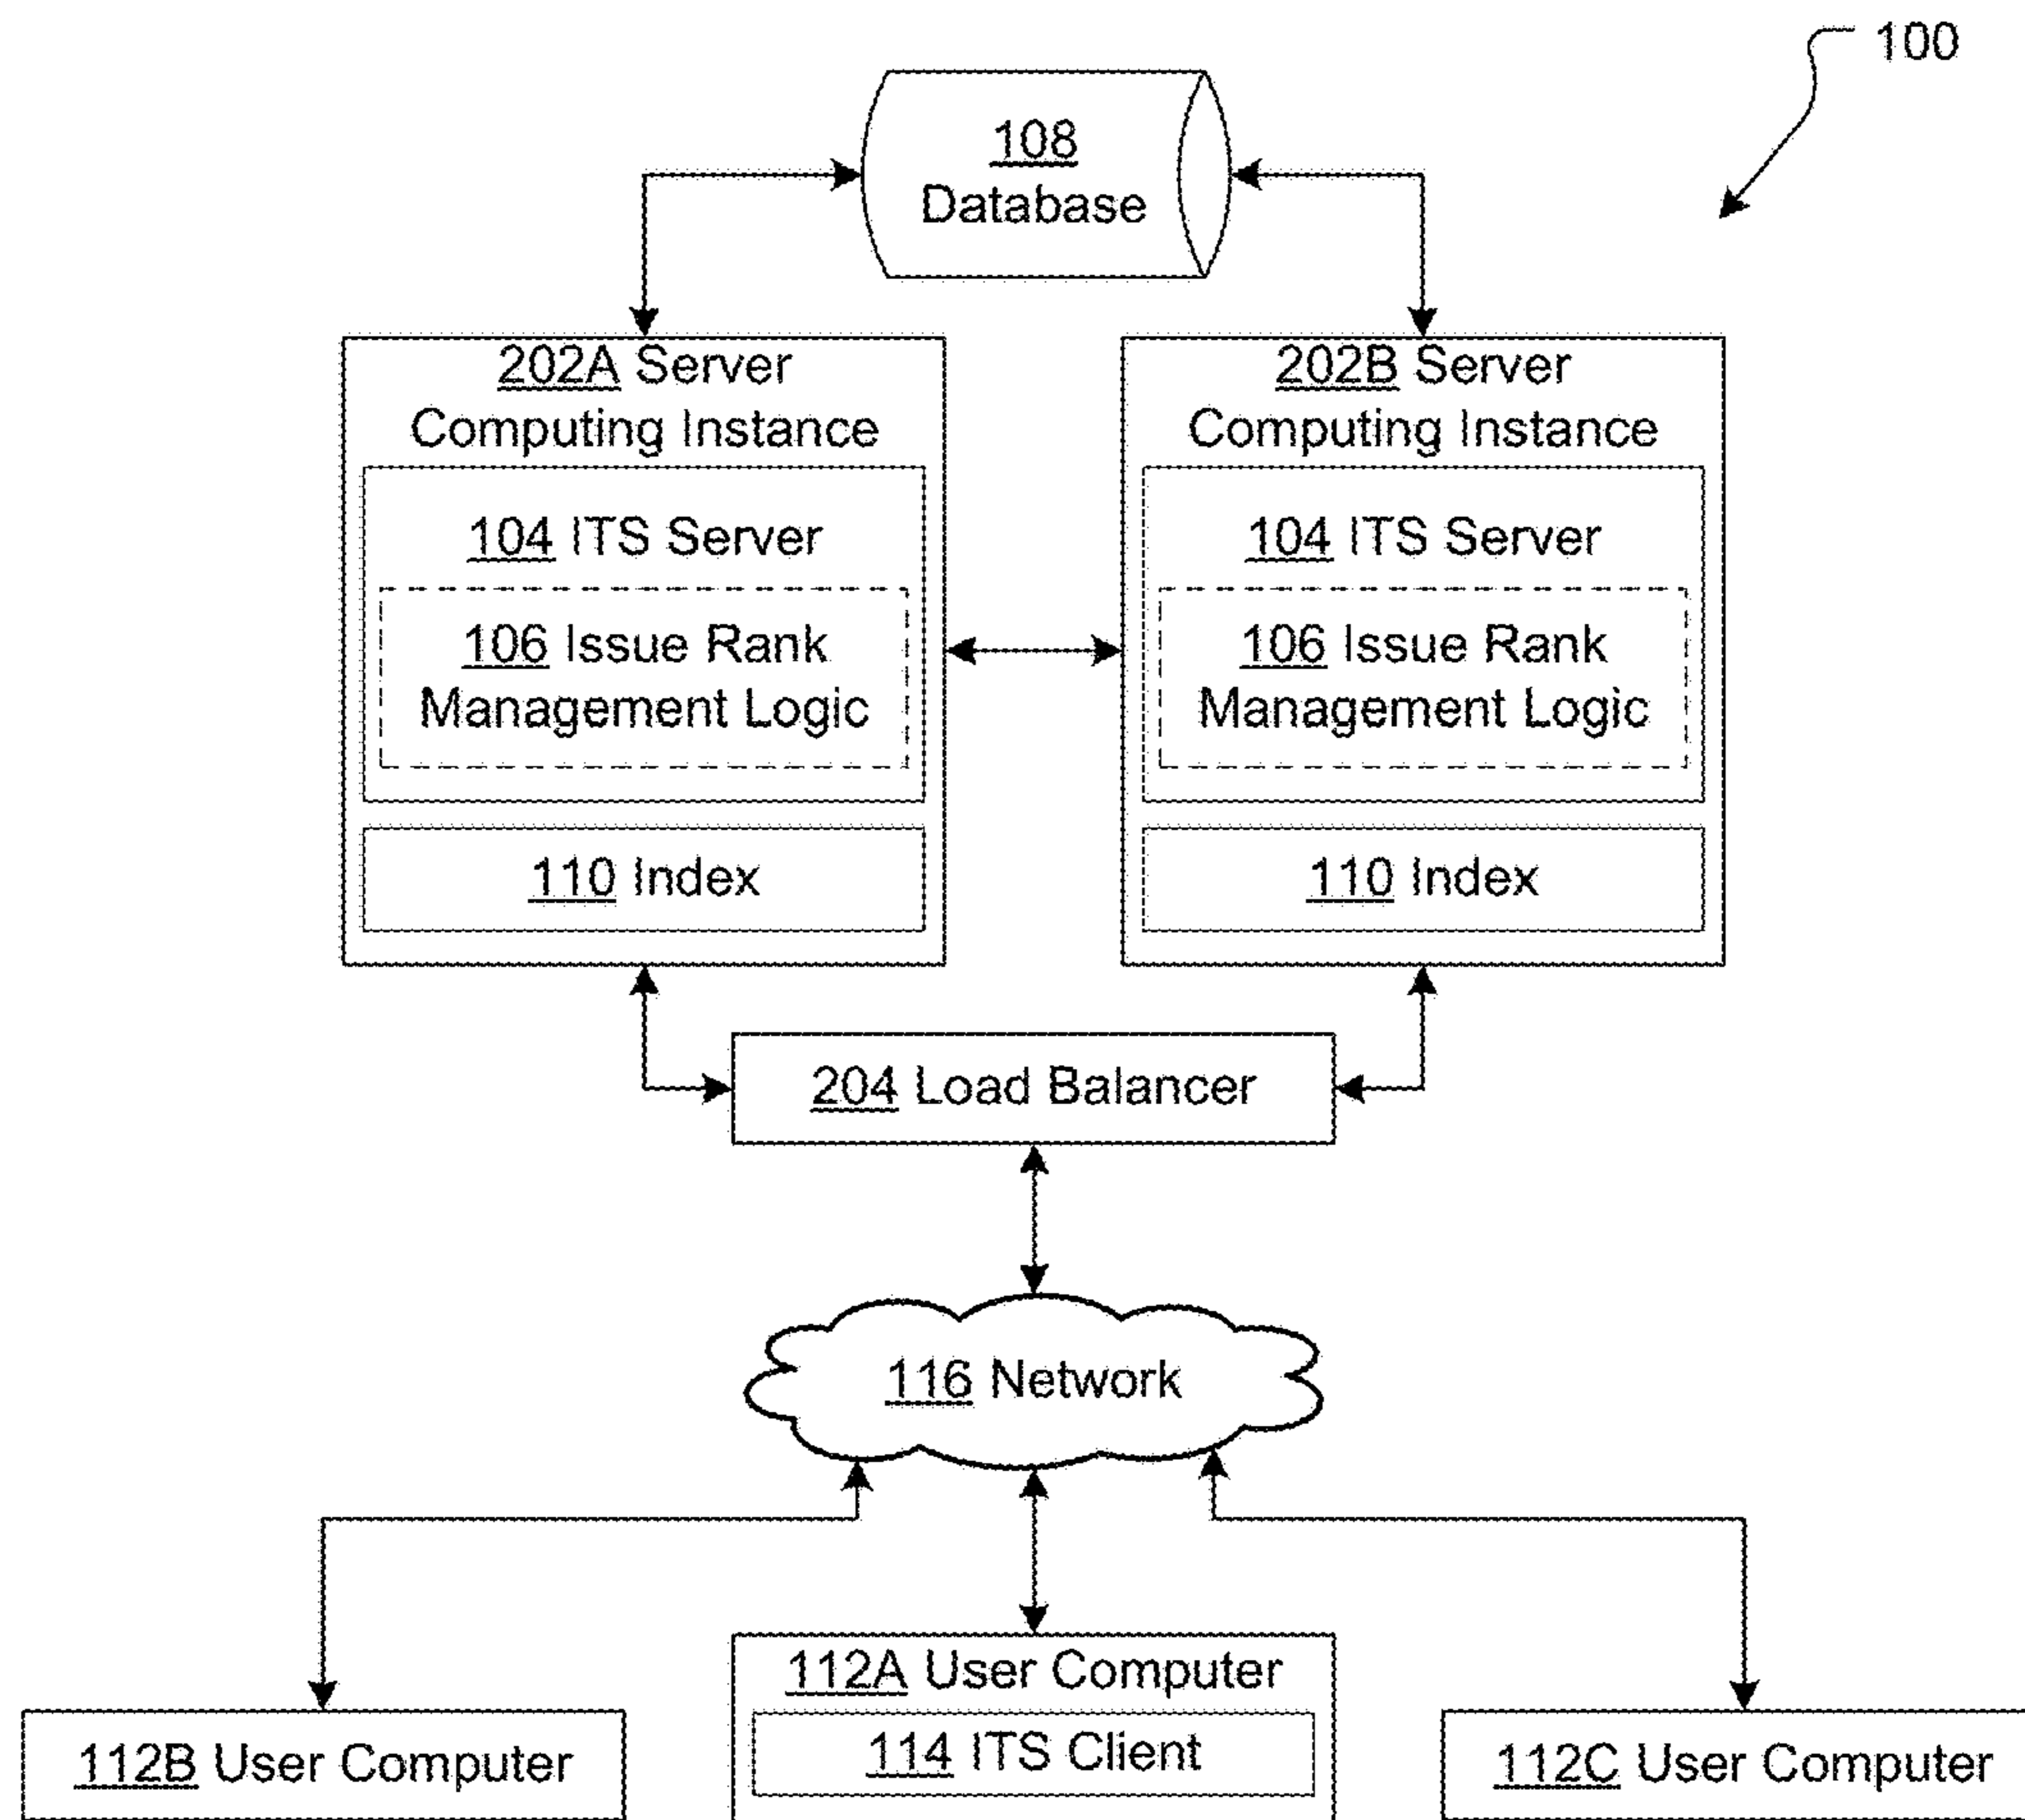 100
108
Database
202A Server
Computing Instance
104 ITS Server
106 Issue Rank
Management Logic
110 Index
202B Server
Computing Instance
104 ITS Server
106 Issue Rank
Management Logic
110 Index
204 Load Balancer
116 Network
112B User Computer
112A User Computer
114 ITS Client
112C User Computer